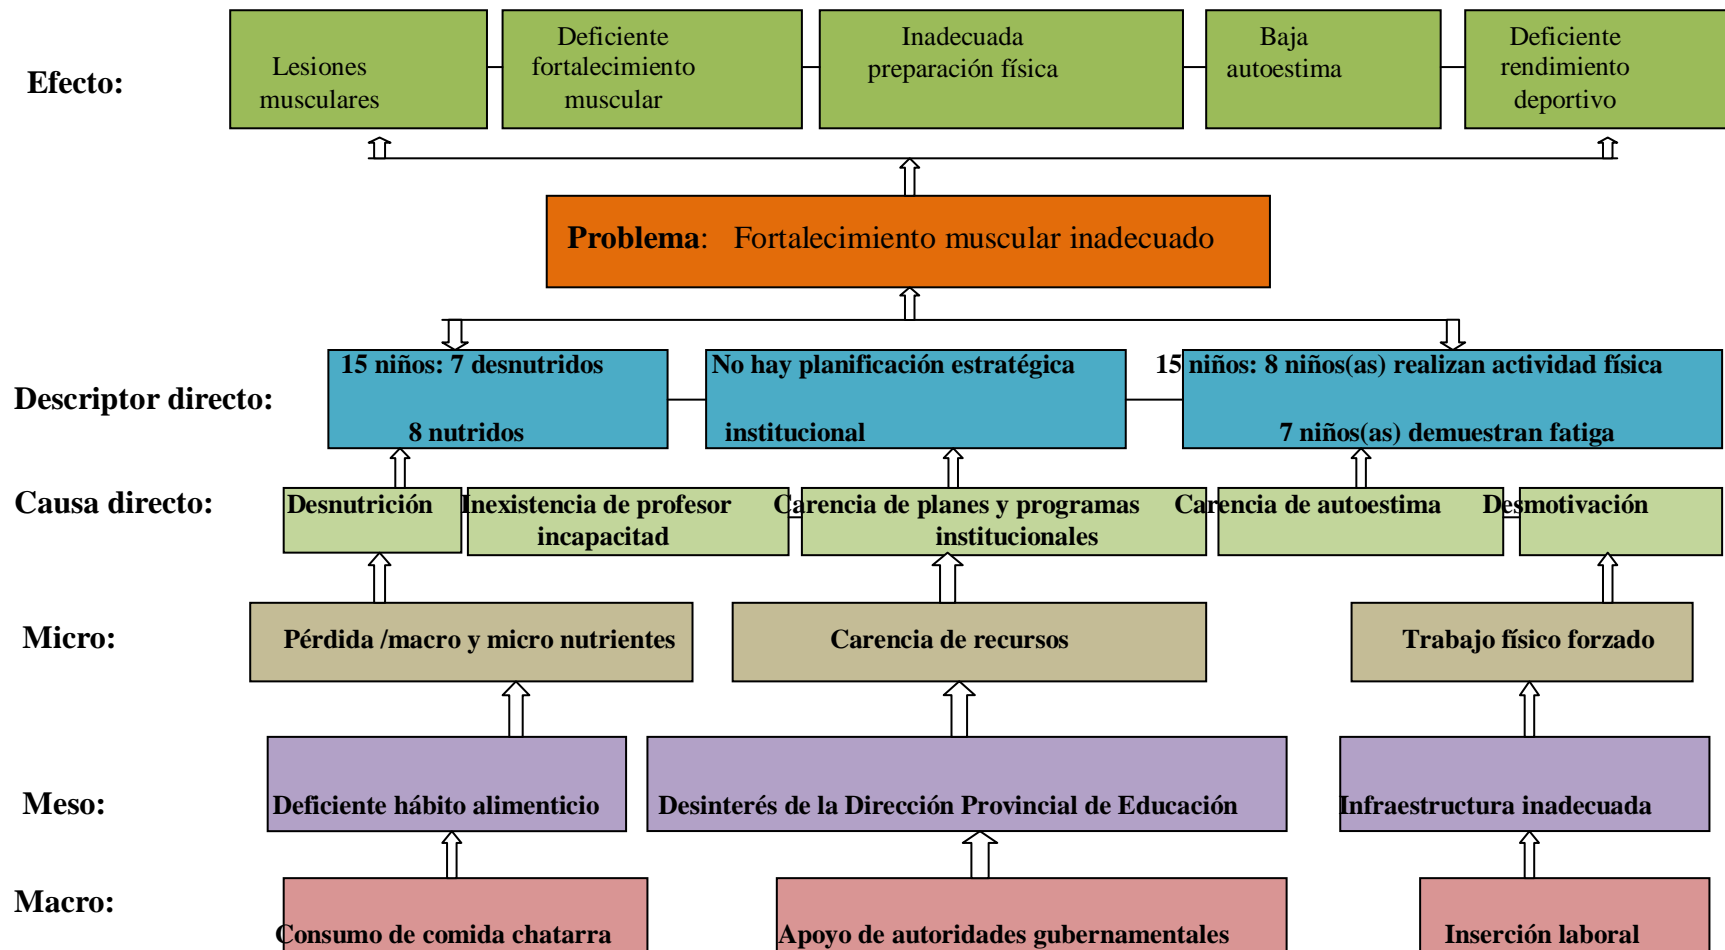 Efecto:
Lesiones
musculares
Deficiente
fortalecimiento
muscular
Inadecuada
preparación física
Baja
autoestima
Deficiente
rendimiento
deportivo
Problema: Fortalecimiento muscular inadecuado
Descriptor directo:
15 niños: 7 desnutridos
8 nutridos
No hay planificación estratégica
institucional
15 niños: 8 niños(as) realizan actividad física
7 niños(as) demuestran fatiga
Causa directo:
Desnutrición
Inexistencia de profesor
incapacitad
Carencia de planes y programas
institucionales
Carencia de autoestima
Desmotivación
Micro:
Pérdida /macro y micro nutrientes
Carencia de recursos
Trabajo físico forzado
Meso:
Deficiente hábito alimenticio
Desinterés de la Dirección Provincial de Educación
Infraestructura inadecuada
Macro:
Consumo de comida chatarra
Apoyo de autoridades gubernamentales
Inserción laboral